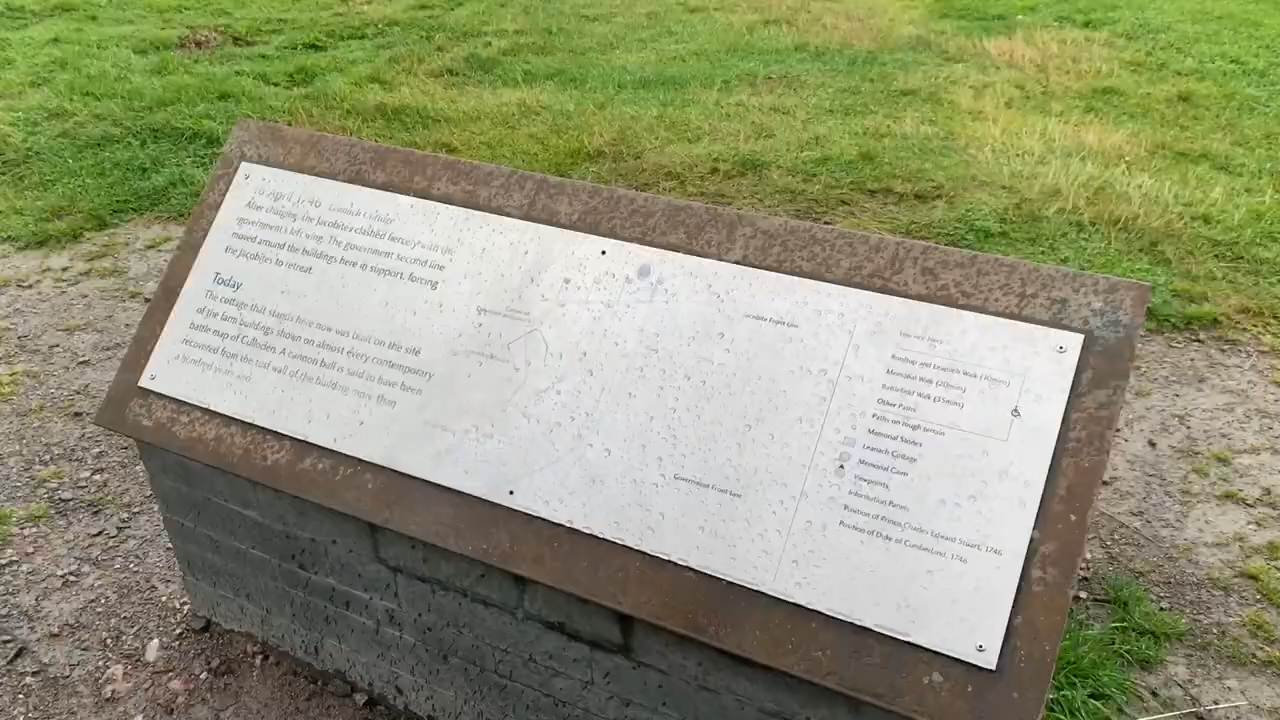 16 April 1746 Leanach Cottage
After charging, the Jacobites clashed fiercely with the
government's left wing. The government second line
moved around the buildings here in support, forcing
the Jacobites to retreat.
Today
The cottage that stands here now was built on the site
of the farm buildings shown on almost every contemporary
battle map of Culloden. A cannon ball is said to have been
recovered from the turf wall of the building more than
a hundred years ago.
Jacobite Front Line
Government Front Line
You are here
Rooftop and Leanach Walk (10mins)
Memorial Walk (20mins)
Battlefield Walk (35mins)
Other Paths
Paths on rough terrain
Memorial Stones
Leanach Cottage
Memorial Cairn
Viewpoints
Information Panels
Position of Prince Charles Edward Stuart, 1746
Position of Duke of Cumberland, 1746